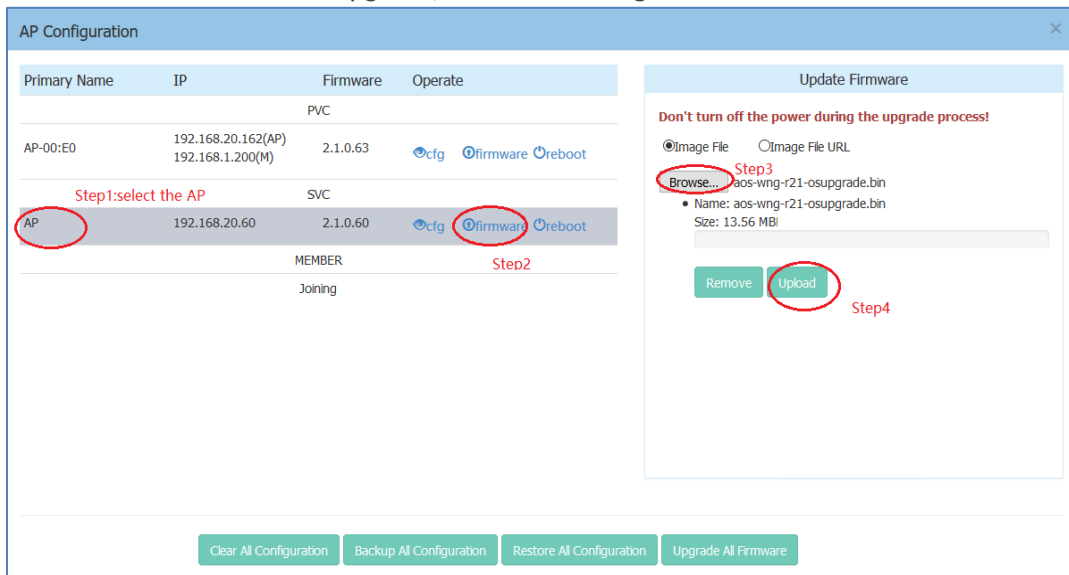 AP Configuration ×
Primary Name IP Firmware Operate
PVC
AP-00:E0 192.168.20.162(AP) 192.168.1.200(M) 2.1.0.63 cfg firmware reboot
Step1:select the AP SVC
AP 192.168.20.60 2.1.0.60 cfg firmware reboot
MEMBER Step2
Joining
Update Firmware
Don't turn off the power during the upgrade process!
Image File Image File URL
Step3
Browse... aos-wng-r21-osupgrade.bin
Name: aos-wng-r21-osupgrade.bin
Size: 13.56 MB
Remove Upload
Step4
Clear All Configuration Backup All Configuration Restore All Configuration Upgrade All Firmware